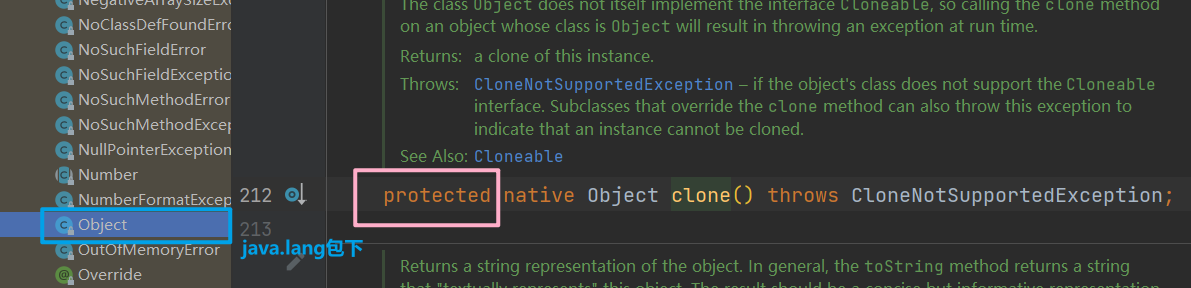 NegativeArraySizeExc
NoClassDefFoundErro
NoSuchFieldError
NoSuchFieldException
NoSuchMethodError
NoSuchMethodExcep
NullPointerException
Number
NumberFormatExcep
Object
OutOfMemoryError
Override
The class Object does not itself implement the interface Cloneable, so calling the clone method
on an object whose class is Object will result in throwing an exception at run time.
Returns: a clone of this instance.
Throws: CloneNotSupportedException – if the object's class does not support the Cloneable
interface. Subclasses that override the clone method can also throw this exception to
indicate that an instance cannot be cloned.
See Also: Cloneable
212 protected native Object clone() throws CloneNotSupportedException;
213
java.lang包下
Returns a string representation of the object. In general, the toString method returns a string
that "textually represents" this object. The result should be a concise but informative representation